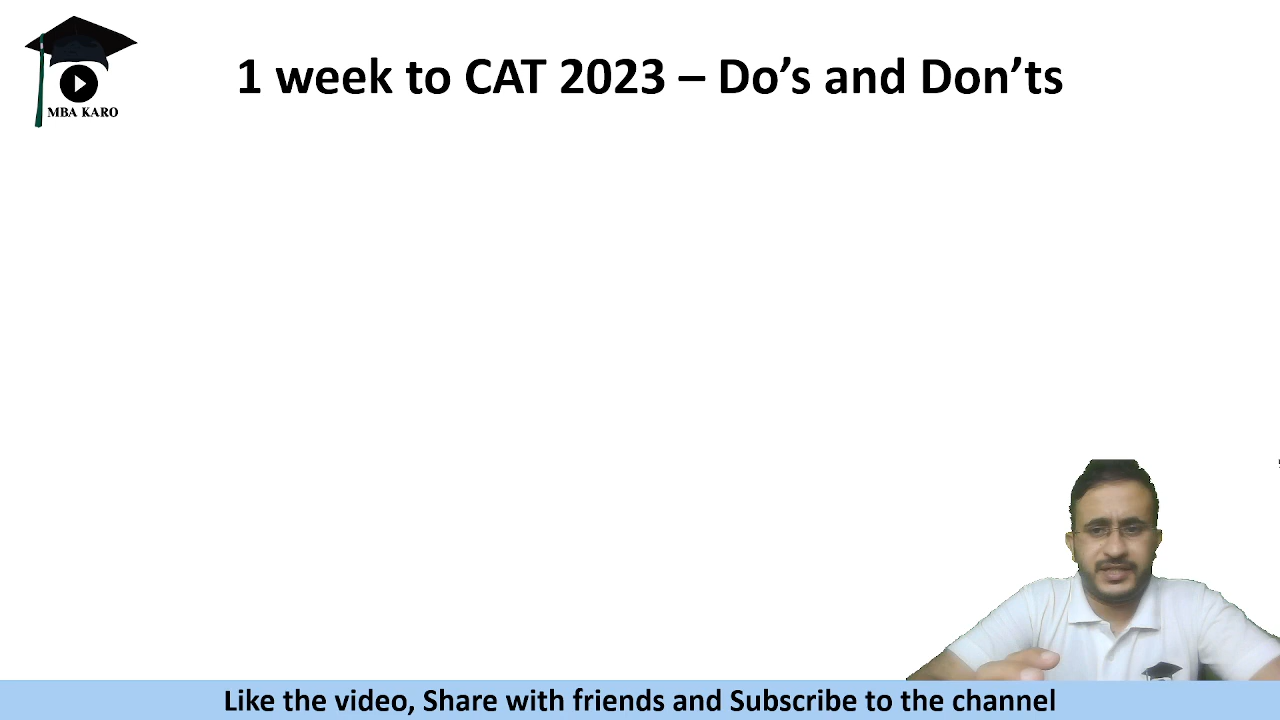 1 week to CAT 2023 – Do’s and Don’ts
MBA KARO
Like the video, Share with friends and Subscribe to the channel